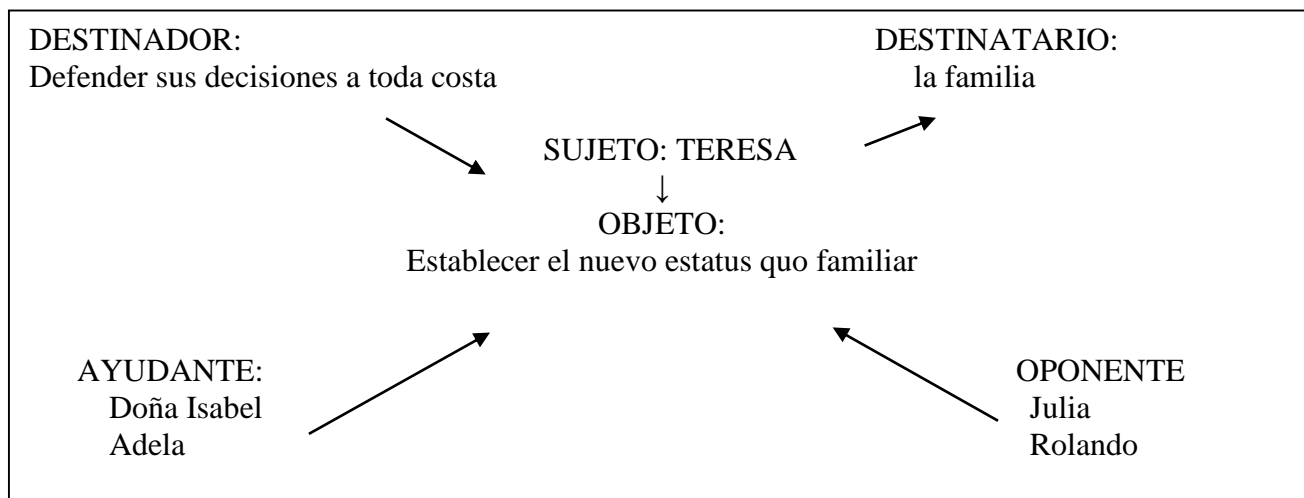 DESTINADOR:
DESTINATARIO:
Defender sus decisiones a toda costa
la familia
SUJETO: TERESA
↓
OBJETO:
Establecer el nuevo estatus quo familiar
AYUDANTE:
OPONENTE
Doña Isabel
Julia
Adela
Rolando